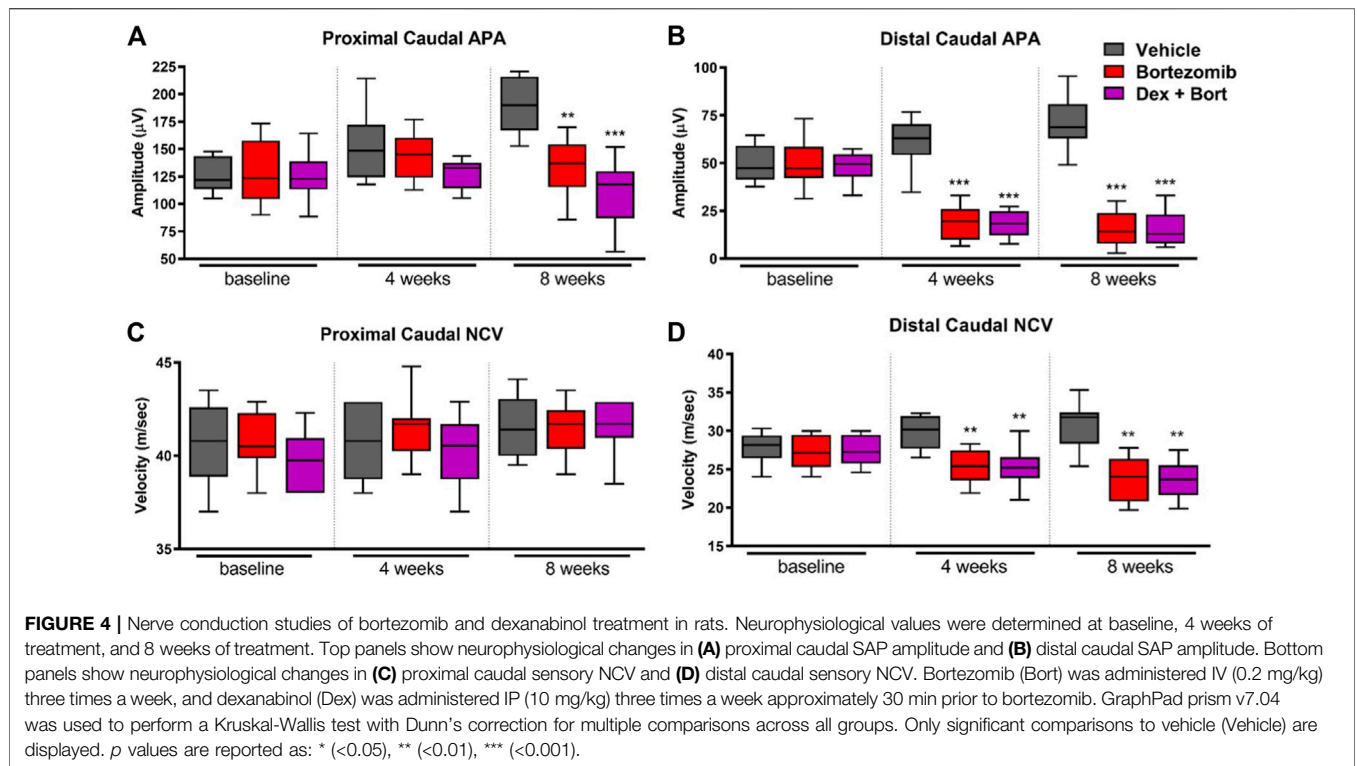 A
Proximal Caudal APA
Amplitude (µV)
225
200
175
150
125
100
75
50
**
***
baseline
4 weeks
8 weeks
B
Distal Caudal APA
Amplitude (µV)
100
75
50
25
0
***
***
***
***
baseline
4 weeks
8 weeks
Vehicle
Bortezomib
Dex + Bort
C
Proximal Caudal NCV
Velocity (m/sec)
45
40
35
baseline
4 weeks
8 weeks
D
Distal Caudal NCV
Velocity (m/sec)
40
35
30
25
20
15
**
**
**
**
baseline
4 weeks
8 weeks
FIGURE 4 | Nerve conduction studies of bortezomib and dexanabinol treatment in rats. Neurophysiological values were determined at baseline, 4 weeks of
treatment, and 8 weeks of treatment. Top panels show neurophysiological changes in (A) proximal caudal SAP amplitude and (B) distal caudal SAP amplitude. Bottom
panels show neurophysiological changes in (C) proximal caudal sensory NCV and (D) distal caudal sensory NCV. Bortezomib (Bort) was administered IV (0.2 mg/kg)
three times a week, and dexanabinol (Dex) was administered IP (10 mg/kg) three times a week approximately 30 min prior to bortezomib. GraphPad prism v7.04
was used to perform a Kruskal-Wallis test with Dunn's correction for multiple comparisons across all groups. Only significant comparisons to vehicle (Vehicle) are
displayed. p values are reported as: * (<0.05), ** (<0.01), *** (<0.001).